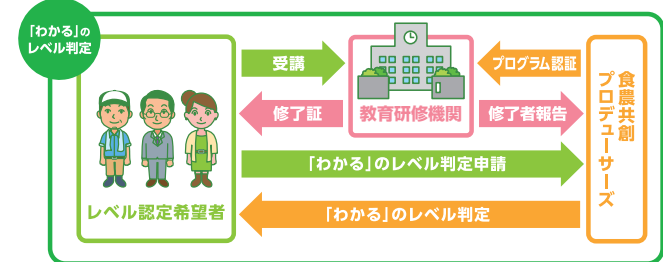 「わかる」の
レベル判定
受講
プログラム認証
修了証
教育研修機関
修了者報告
食農共創
プロデューサーズ
「わかる」のレベル判定申請
レベル認定希望者
「わかる」のレベル判定